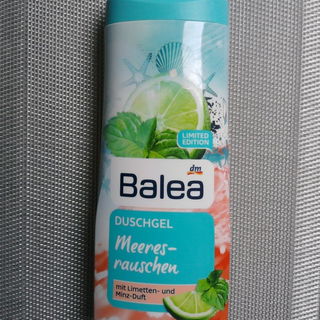 LIMITED
EDITION
dm
Balea
DUSCHGEL
Meeres-
rauschen
mit Limetten- und
Minz-Duft